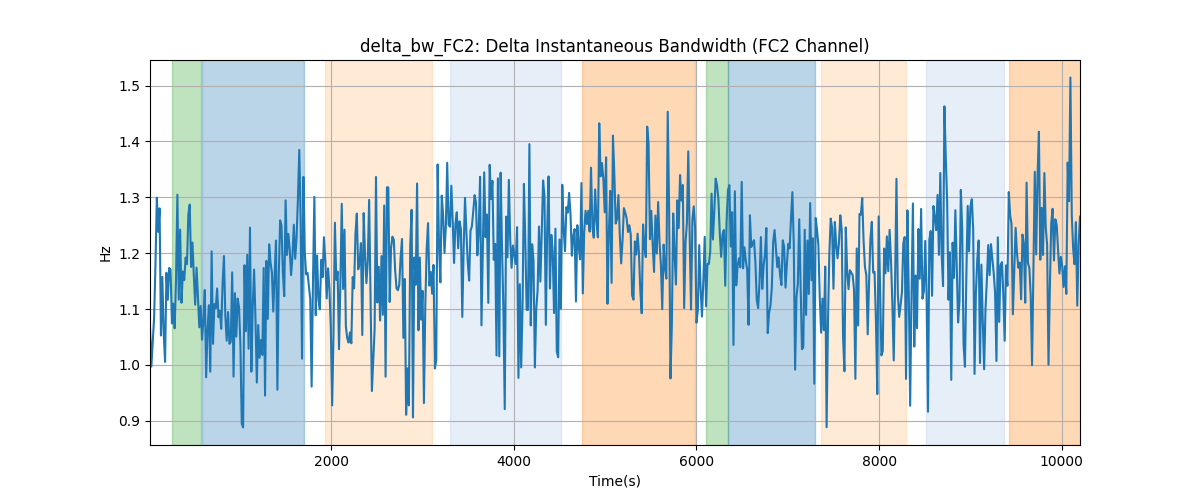 delta_bw_FC2: Delta Instantaneous Bandwidth (FC2 Channel)
Hz
1.5
1.4
1.3
1.2
1.1
1.0
0.9
2000 4000 6000 8000 10000
Time(s)